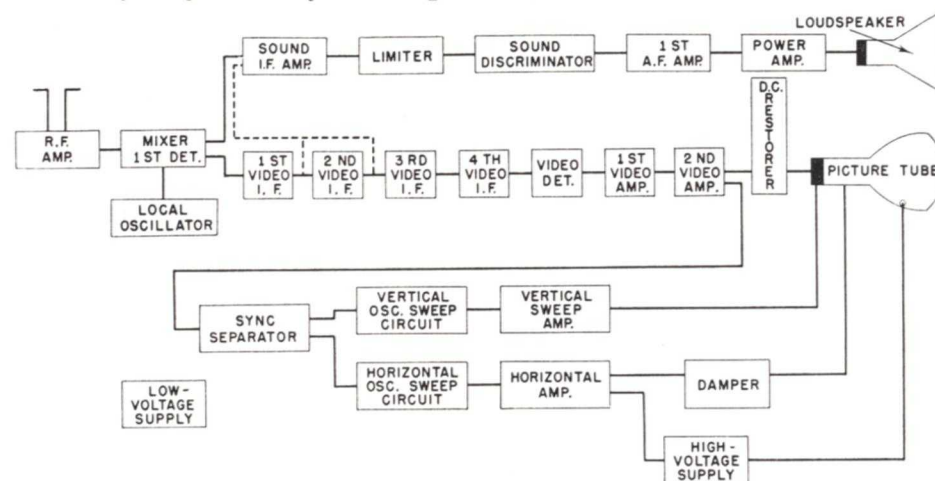 LOUDSPEAKER
SOUND
I.F. AMP.
LIMITER
SOUND
DISCRIMINATOR
1 ST
A.F. AMP.
POWER
AMP.
R.F.
AMP.
MIXER
1ST DET.
LOCAL
OSCILLATOR
1 ST
VIDEO
I. F.
2 ND
VIDEO
I. F.
3 RD
VIDEO
I.F.
4 TH
VIDEO
I.F.
VIDEO
DET.
1 ST
VIDEO
AMP.
2 ND
VIDEO
AMP.
D.C.
RESTORER
PICTURE TUBE
SYNC
SEPARATOR
VERTICAL
OSC. SWEEP
CIRCUIT
VERTICAL
SWEEP
AMP.
HORIZONTAL
OSC. SWEEP
CIRCUIT
HORIZONTAL
AMP.
DAMPER
LOW-
VOLTAGE
SUPPLY
HIGH-
VOLTAGE
SUPPLY